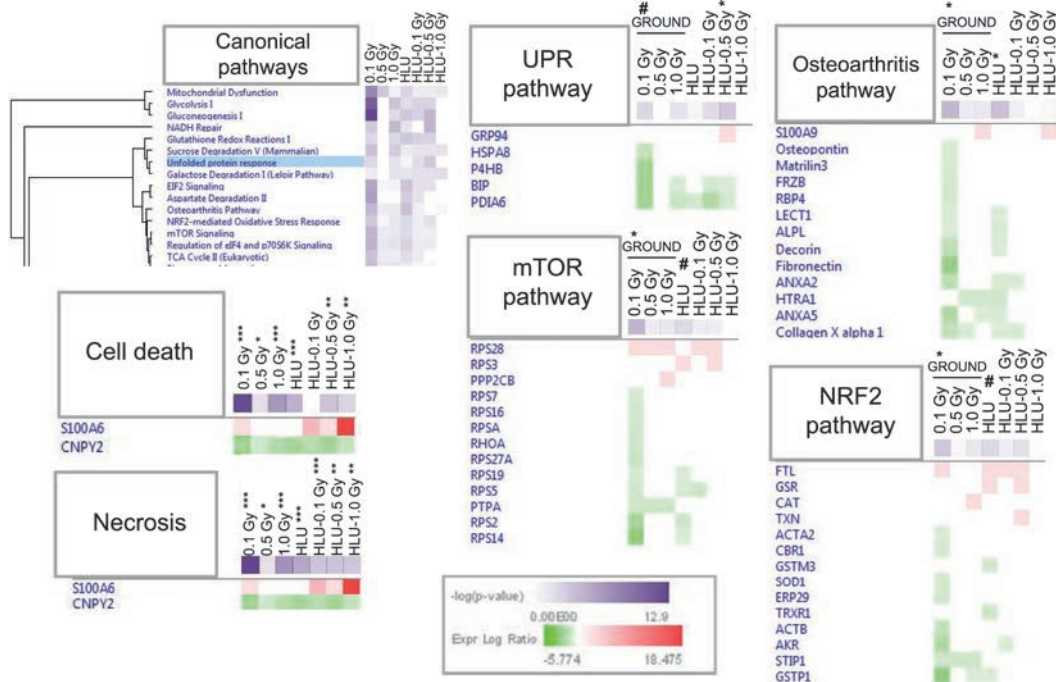 Canonical
pathways
0.1 Gy
0.5 Gy
1.0 Gy
HLU
HLU-0.1 Gy
HLU-0.5 Gy
HLU-1.0 Gy
Mitochondrial Dysfunction
Glycolysis I
Gluconeogenesis I
NADH Repair
Glutathione Redox Reactions I
Sucrose Degradation V (Mammalian)
Unfolded protein response
Galactose Degradation I (Leloir Pathway)
EIF2 Signaling
Aspartate Degradation II
Osteoarthritis Pathway
NRF2-mediated Oxidative Stress Response
mTOR Signaling
Regulation of eIF4 and p70S6K Signaling
TCA Cycle II (Eukaryotic)
Cell death
0.1 Gy ***
0.5 Gy *
1.0 Gy ***
HLU ***
HLU-0.1 Gy
HLU-0.5 Gy **
HLU-1.0 Gy **
S100A6
CNPY2
Necrosis
0.1 Gy ***
0.5 Gy *
1.0 Gy ***
HLU ***
HLU-0.1 Gy ***
HLU-0.5 Gy **
HLU-1.0 Gy **
S100A6
CNPY2
UPR
pathway
#
GROUND
0.1 Gy
0.5 Gy
1.0 Gy
HLU
HLU-0.1 Gy
HLU-0.5 Gy *
HLU-1.0 Gy
GRP94
HSPA8
P4HB
BIP
PDIA6
mTOR
pathway
*
GROUND
0.1 Gy
0.5 Gy
1.0 Gy
HLU #
HLU-0.1 Gy
HLU-0.5 Gy
HLU-1.0 Gy
RPS28
RPS3
PPP2CB
RPS7
RPS16
RPSA
RHOA
RPS27A
RPS19
RPS5
PTPA
RPS2
RPS14
-log(p-value)
0.00E00 12.9
Expr Log Ratio
-5.774 18.475
Osteoarthritis
pathway
*
GROUND
0.1 Gy
0.5 Gy
1.0 Gy
HLU *
HLU-0.1 Gy
HLU-0.5 Gy
HLU-1.0 Gy
S100A9
Osteopontin
Matrilin3
FRZB
RBP4
LECT1
ALPL
Decorin
Fibronectin
ANXA2
HTRA1
ANXA5
Collagen X alpha 1
NRF2
pathway
*
GROUND
0.1 Gy
0.5 Gy
1.0 Gy
HLU #
HLU-0.1 Gy
HLU-0.5 Gy
HLU-1.0 Gy
FTL
GSR
CAT
TXN
ACTA2
CBR1
GSTM3
SOD1
ERP29
TRXR1
ACTB
AKR
STIP1
GSTP1